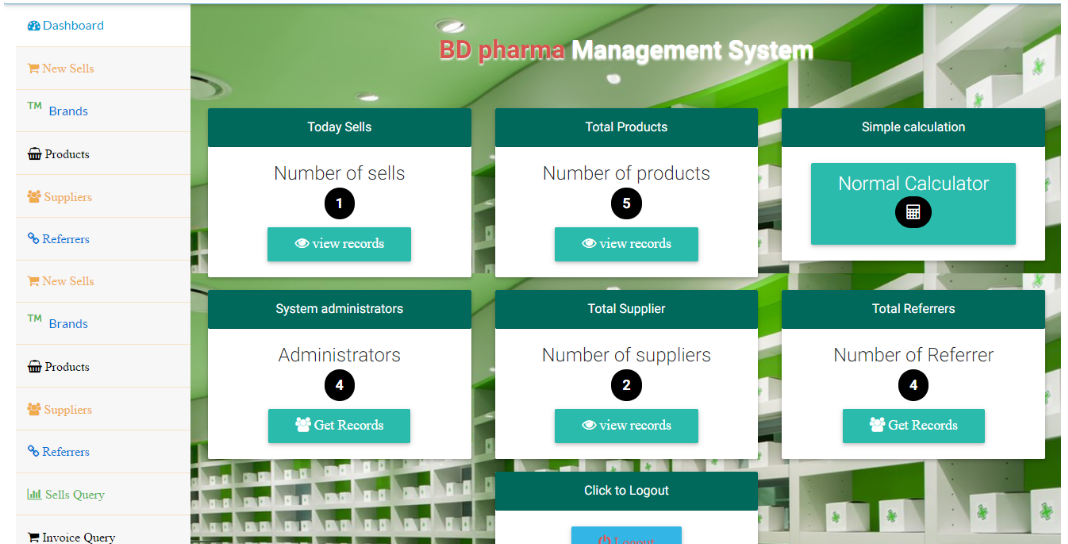 Dashboard
New Sells
TM Brands
Products
Suppliers
Referrers
New Sells
TM Brands
Products
Suppliers
Referrers
Sells Query
Invoice Query
BD pharma Management System
Today Sells
Number of sells
1
view records
Total Products
Number of products
5
view records
Simple calculation
Normal Calculator
System administrators
Administrators
4
Get Records
Total Supplier
Number of suppliers
2
view records
Total Referrers
Number of Referrer
4
Get Records
Click to Logout
Logout